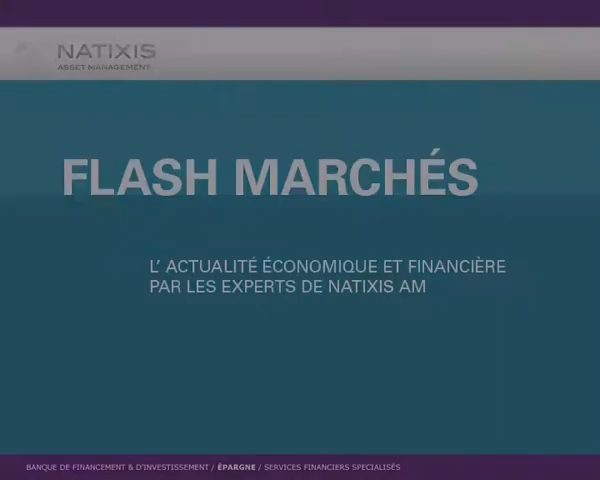 NATIXIS
ASSET MANAGEMENT
FLASH MARCHÉS
L’ ACTUALITÉ ÉCONOMIQUE ET FINANCIÈRE
PAR LES EXPERTS DE NATIXIS AM
BANQUE DE FINANCEMENT & D'INVESTISSEMENT / ÉPARGNE / SERVICES FINANCIERS SPECIALISÉS